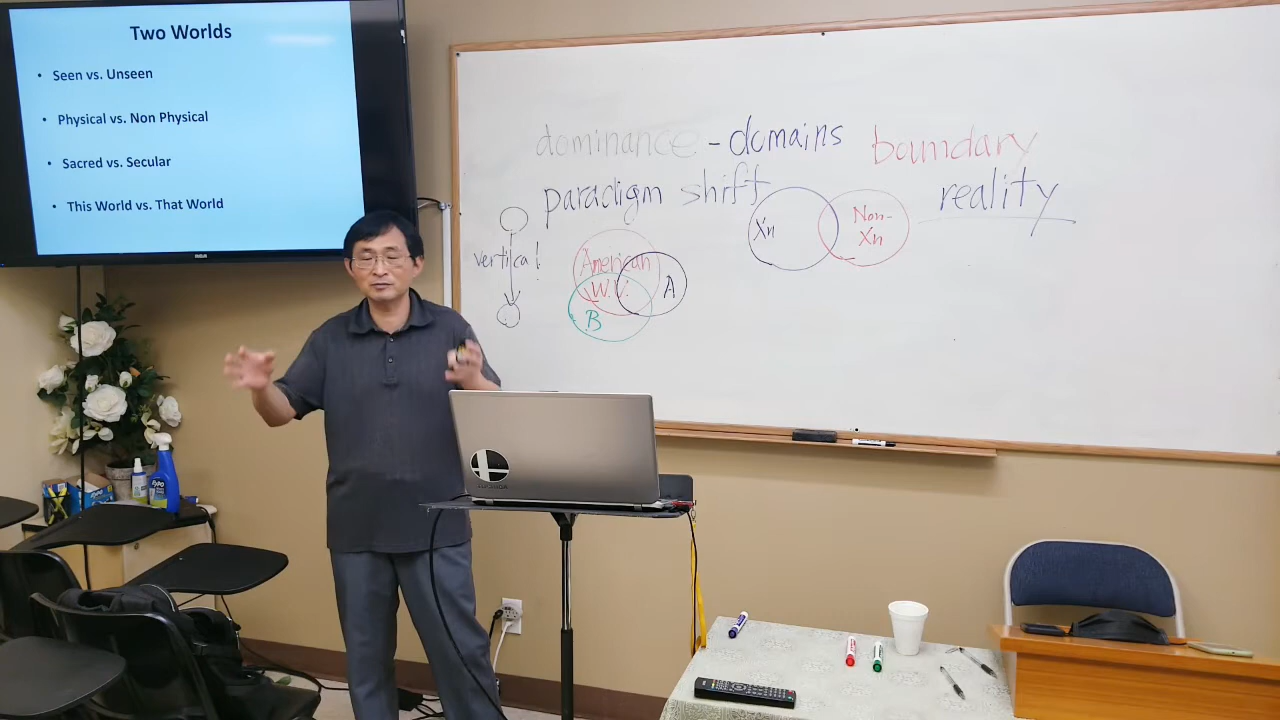 Two Worlds
• Seen vs. Unseen
• Physical vs. Non Physical
• Sacred vs. Secular
• This World vs. That World
dominance - domains boundary
paradigm shift
reality
Xn
Non-
Xn
vertical
American
W.V.
A
B
EXPO